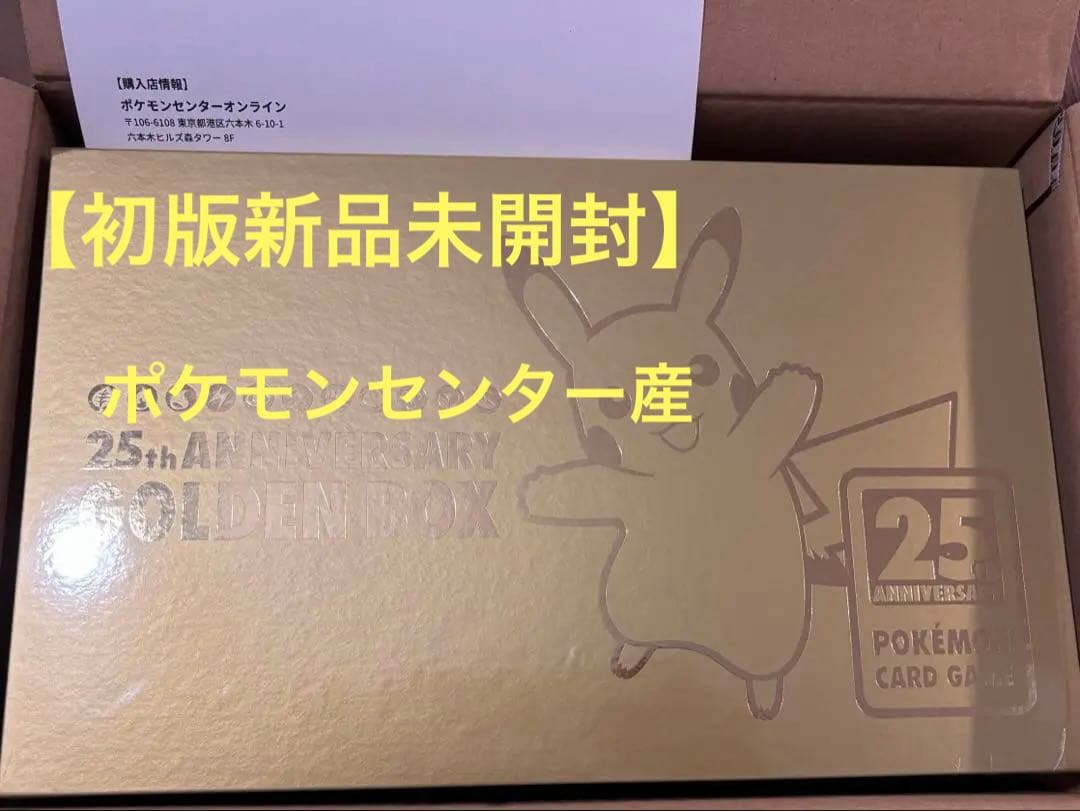 【購入店情報】
ポケモンセンターオンライン
〒106-6108 東京都港区六本木 6-10-1
六本木ヒルズ森タワー 8F
【初版新品未開封】
ポケモンセンター産
25th ANNIVERSARY
GOLDEN BOX
25th
ANNIVERSARY
POKÉMON
CARD GAME